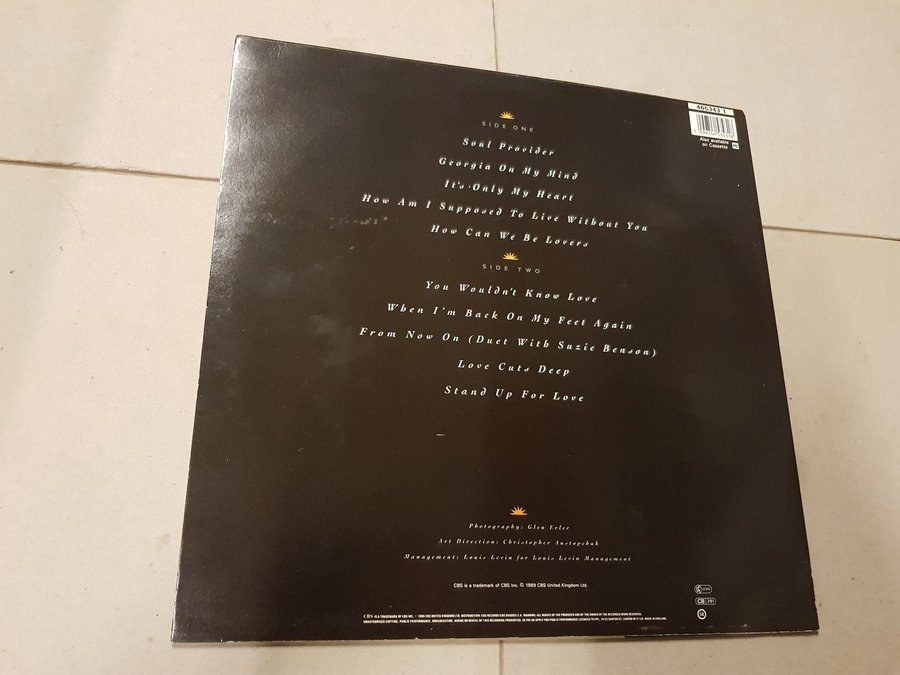 465343 1
Also available
on Cassette
SIDE ONE
Soul Provider
Georgia On My Mind
It's Only My Heart
How Am I Supposed To Live Without You
How Can We Be Lovers
SIDE TWO
You Wouldn't Know Love
When I'm Back On My Feet Again
From Now On (Duet With Suzie Benson)
Love Cuts Deep
Stand Up For Love
Photography: Glen Erler
Art Direction: Christopher Austopchuk
Management: Louis Levin for Louis Levin Management
CBS is a trademark of CBS Inc. © 1989 CBS United Kingdom Ltd.